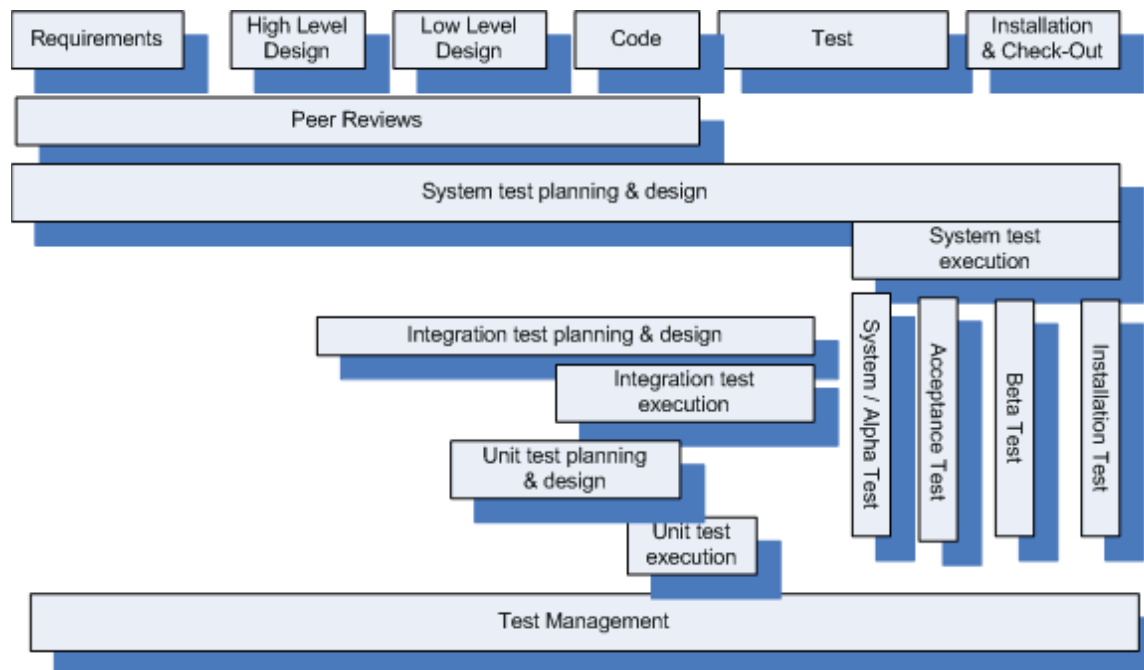 Requirements
High Level
Design
Low Level
Design
Code
Test
Installation
& Check-Out
Peer Reviews
System test planning & design
System test
execution
System / Alpha Test
Acceptance Test
Beta Test
Installation Test
Integration test planning & design
Integration test
execution
Unit test planning
& design
Unit test
execution
Test Management